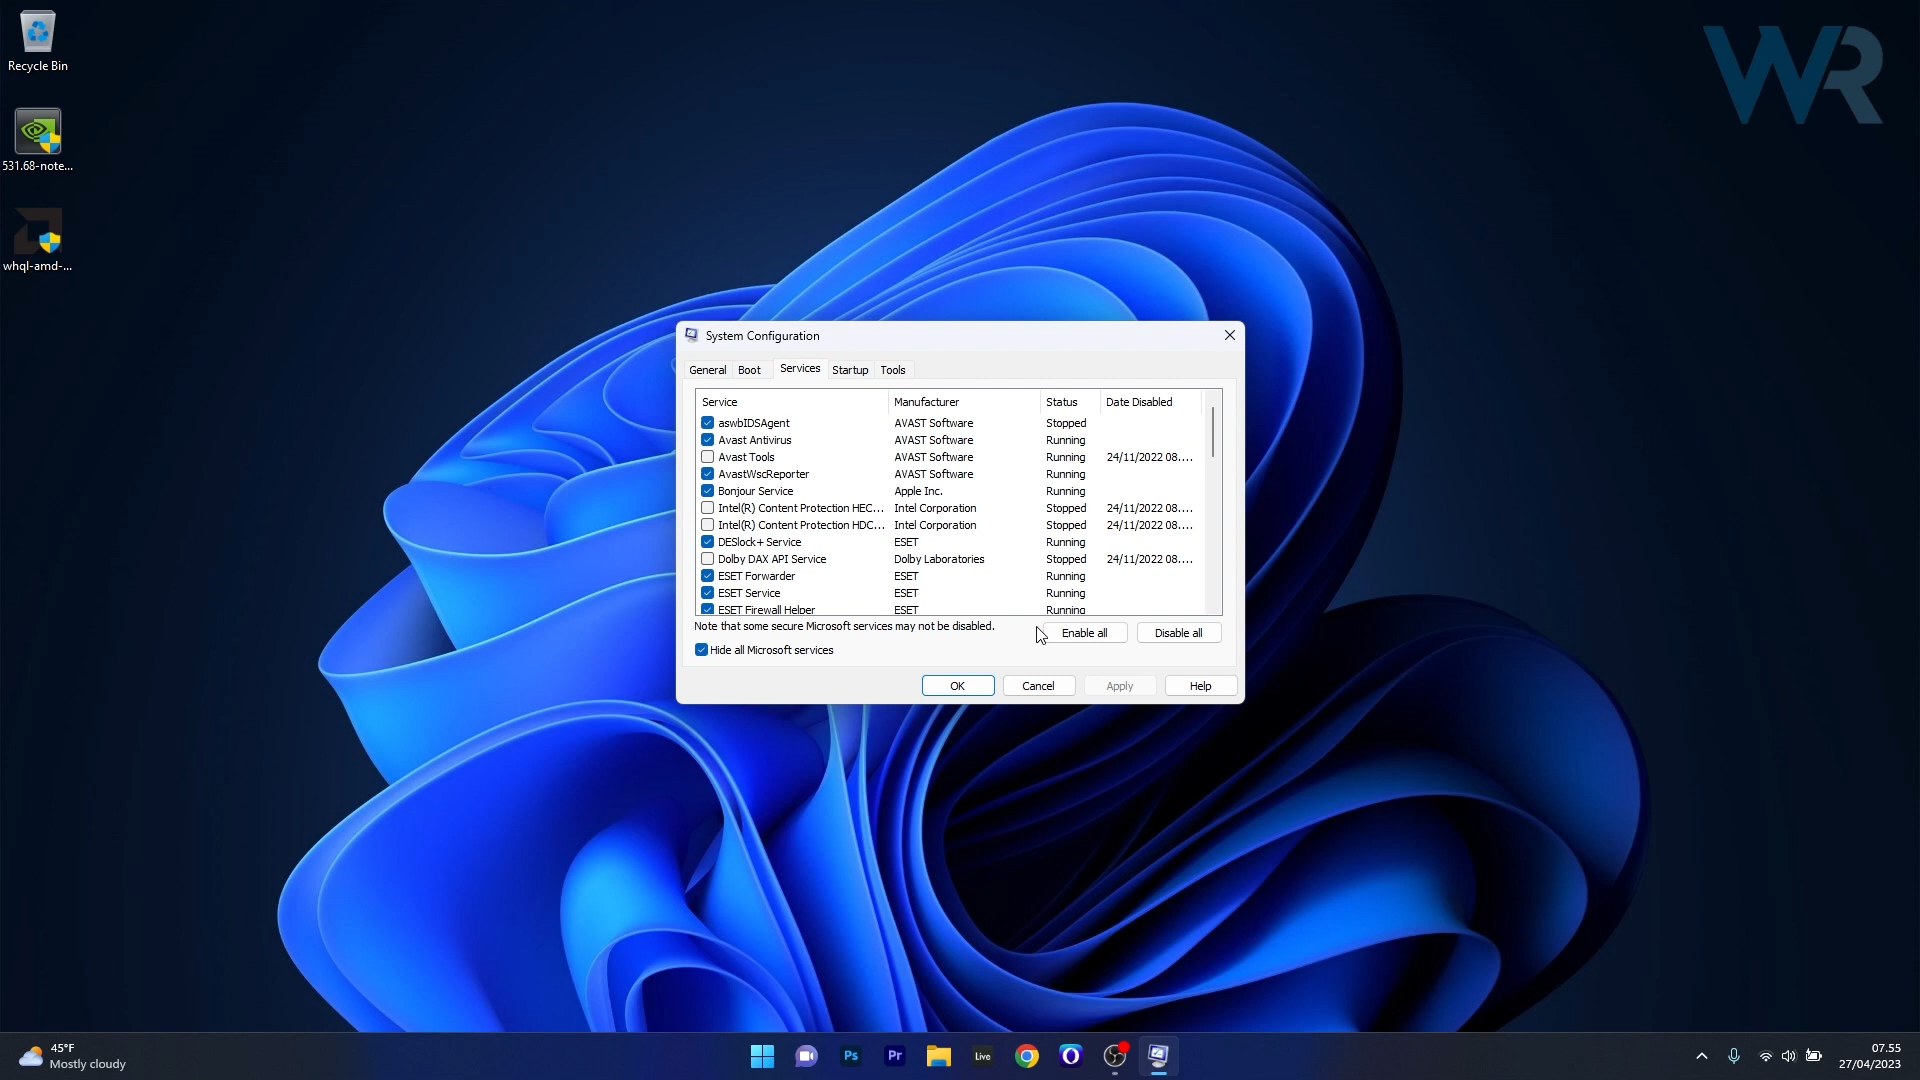 Recycle Bin
531.68-note...
whql-amd-...
WR
System Configuration
General Boot Services Startup Tools
Service Manufacturer Status Date Disabled
aswbIDSAgent AVAST Software Stopped
Avast Antivirus AVAST Software Running
Avast Tools AVAST Software Running 24/11/2022 08....
AvastWscReporter AVAST Software Running
Bonjour Service Apple Inc. Running
Intel(R) Content Protection HEC... Intel Corporation Stopped 24/11/2022 08....
Intel(R) Content Protection HDC... Intel Corporation Stopped 24/11/2022 08....
DESlock+ Service ESET Running
Dolby DAX API Service Dolby Laboratories Stopped 24/11/2022 08....
ESET Forwarder ESET Running
ESET Service ESET Running
ESET Firewall Helper ESET Running
Note that some secure Microsoft services may not be disabled.
Enable all Disable all
Hide all Microsoft services
OK Cancel Apply Help
45°F
Mostly cloudy
Ps Pr Live
07.55
27/04/2023